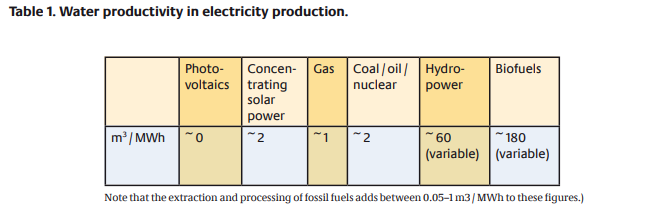 Table 1. Water productivity in electricity production.
Photo- Concen- Gas Coal / oil / Hydro- Biofuels
voltaics trating nuclear power
solar
power
m³ / MWh ~ 0 ~ 2 ~ 1 ~ 2 ~ 60 ~ 180
(variable) (variable)
Note that the extraction and processing of fossil fuels adds between 0.05–1 m3 / MWh to these figures.)